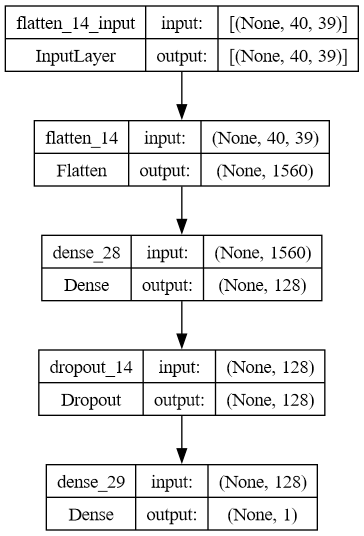 flatten_14_input input: [(None, 40, 39)]
InputLayer output: [(None, 40, 39)]
flatten_14 input: (None, 40, 39)
Flatten output: (None, 1560)
dense_28 input: (None, 1560)
Dense output: (None, 128)
dropout_14 input: (None, 128)
Dropout output: (None, 128)
dense_29 input: (None, 128)
Dense output: (None, 1)